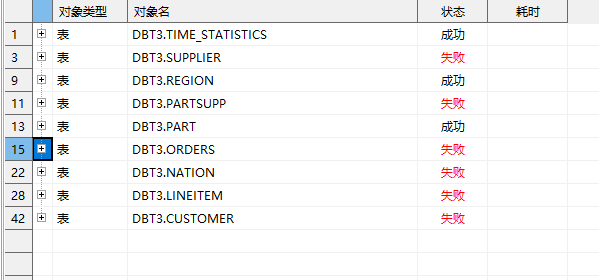 对象类型 对象名 状态 耗时
1 表 DBT3.TIME_STATISTICS 成功
3 表 DBT3.SUPPLIER 失败
9 表 DBT3.REGION 成功
11 表 DBT3.PARTSUPP 失败
13 表 DBT3.PART 成功
15 表 DBT3.ORDERS 失败
22 表 DBT3.NATION 失败
28 表 DBT3.LINEITEM 失败
42 表 DBT3.CUSTOMER 失败